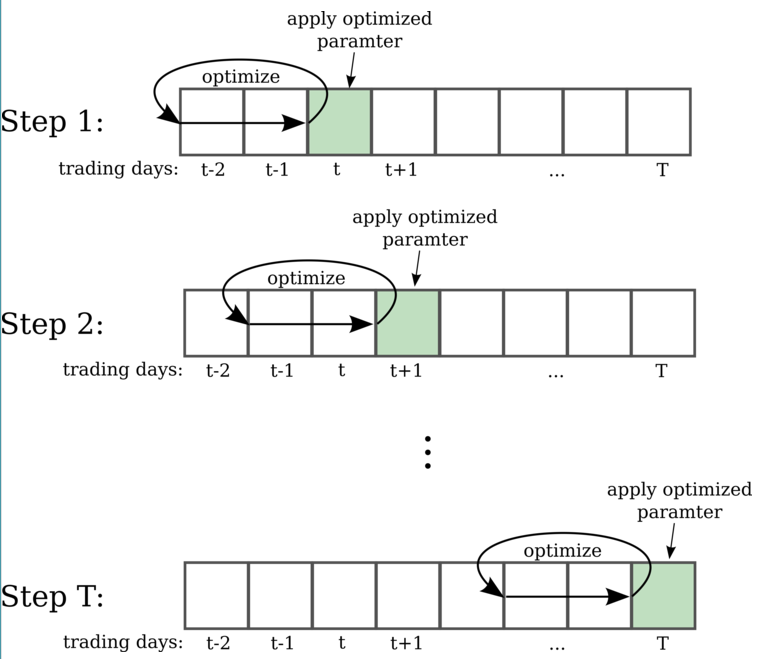 apply optimized
paramter
optimize
Step 1:
trading days: t-2 t-1 t t+1 ... T
apply optimized
paramter
optimize
Step 2:
trading days: t-2 t-1 t t+1 ... T
apply optimized
paramter
optimize
Step T:
trading days: t-2 t-1 t t+1 ... T